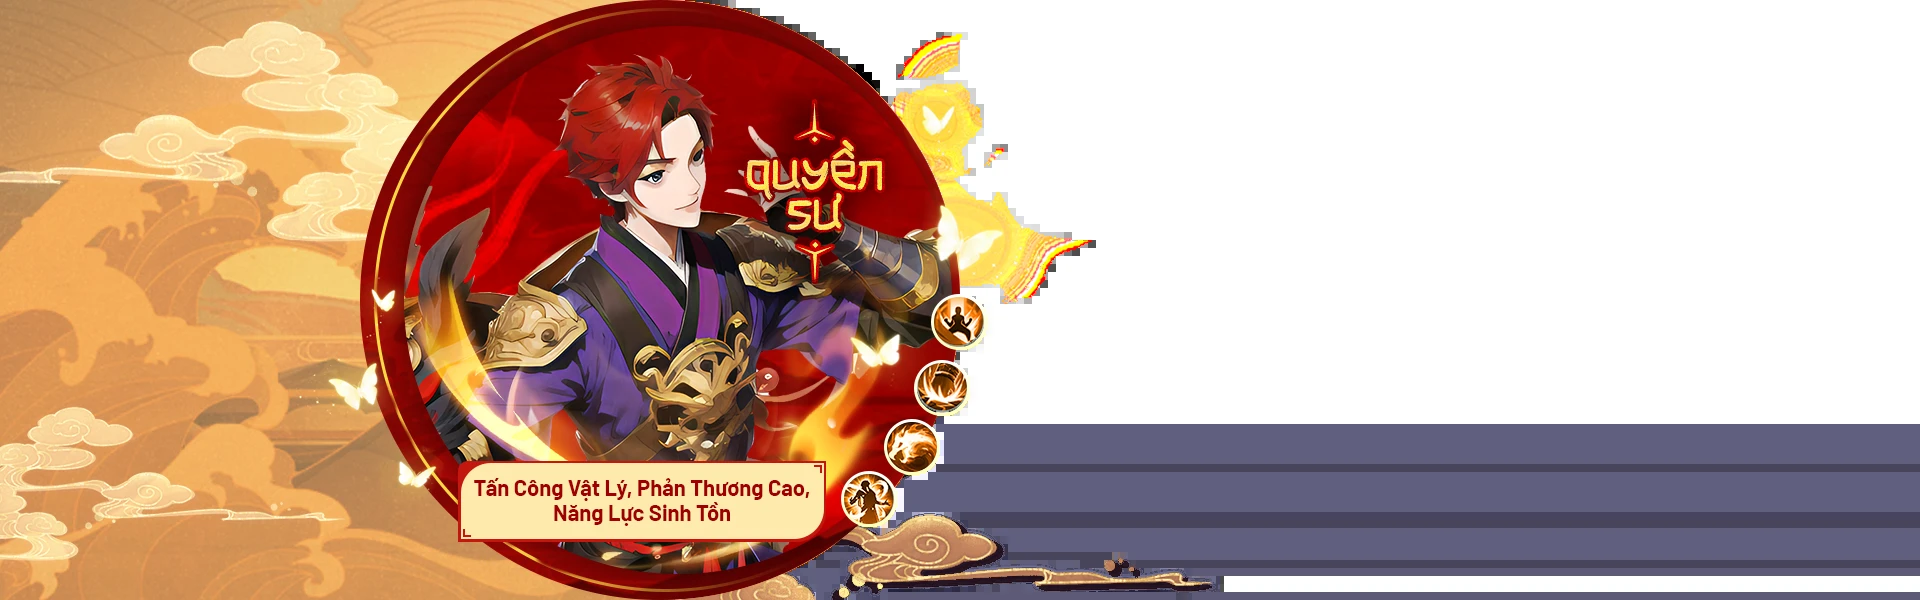 quyền
sư
Tấn Công Vật Lý, Phản Thương Cao,
Năng Lực Sinh Tồn